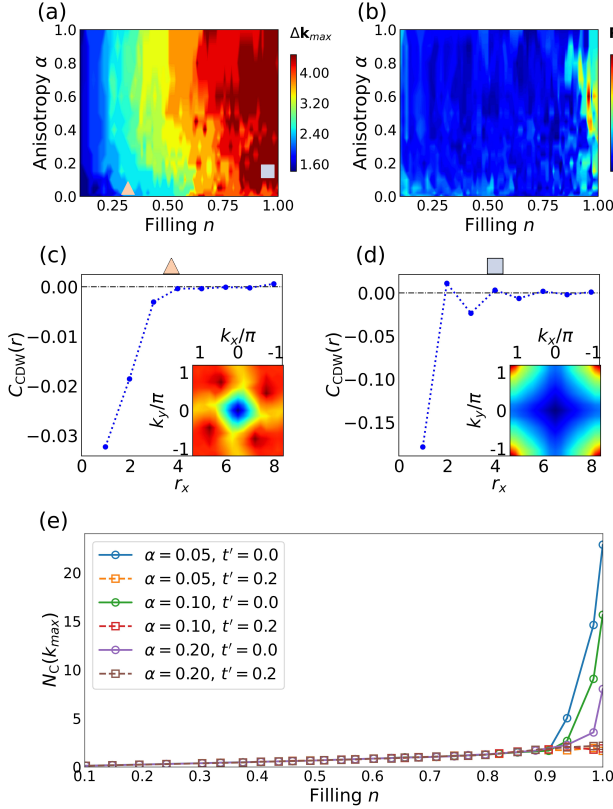 (a)
(b)
Δk_max
1.0
0.8
0.6
0.4
0.2
0.0
Anisotropy α
0.25 0.50 0.75 1.00
Filling n
4.00
3.20
2.40
1.60
1.0
0.8
0.6
0.4
0.2
0.0
Anisotropy α
0.25 0.50 0.75 1.00
Filling n
(c)
0.00
−0.01
−0.02
−0.03
C_CDW(r)
0 2 4 6 8
r_x
k_x/π
1 0 -1
k_y/π
1
0
-1
(d)
0.00
−0.05
−0.10
−0.15
C_CDW(r)
0 2 4 6 8
r_x
k_x/π
1 0 -1
k_y/π
1
0
-1
(e)
20
15
10
5
0
N_C(k_max)
α = 0.05, t′ = 0.0
α = 0.05, t′ = 0.2
α = 0.10, t′ = 0.0
α = 0.10, t′ = 0.2
α = 0.20, t′ = 0.0
α = 0.20, t′ = 0.2
0.1 0.2 0.3 0.4 0.5 0.6 0.7 0.8 0.9 1.0
Filling n